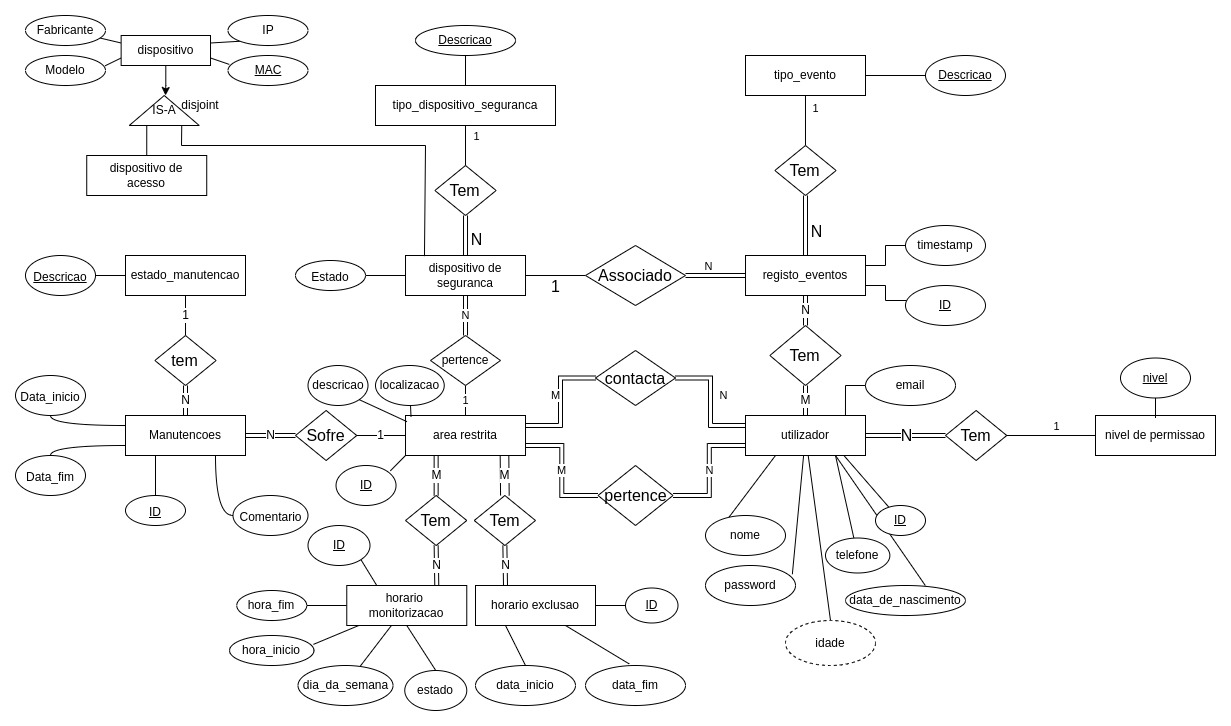 Fabricante
IP
dispositivo
Modelo
MAC
IS-A
disjoint
dispositivo de
acesso
Descricao
tipo_dispositivo_seguranca
1
Tem
N
tipo_evento
Descricao
1
Tem
N
Descricao
estado_manutencao
1
tem
N
Estado
dispositivo de
seguranca
1
Associado
N
registo_eventos
timestamp
ID
N
pertence
1
N
Tem
M
descricao
localizacao
M
contacta
N
email
nivel
Data_inicio
Manutencoes
N
Sofre
1
area restrita
utilizador
N
Tem
1
nivel de permissao
Data_fim
ID
Comentario
ID
M
pertence
N
M
Tem
N
M
Tem
N
nome
password
idade
telefone
ID
data_de_nascimento
ID
hora_fim
horario
monitorizacao
hora_inicio
dia_da_semana
estado
horario exclusao
ID
data_inicio
data_fim